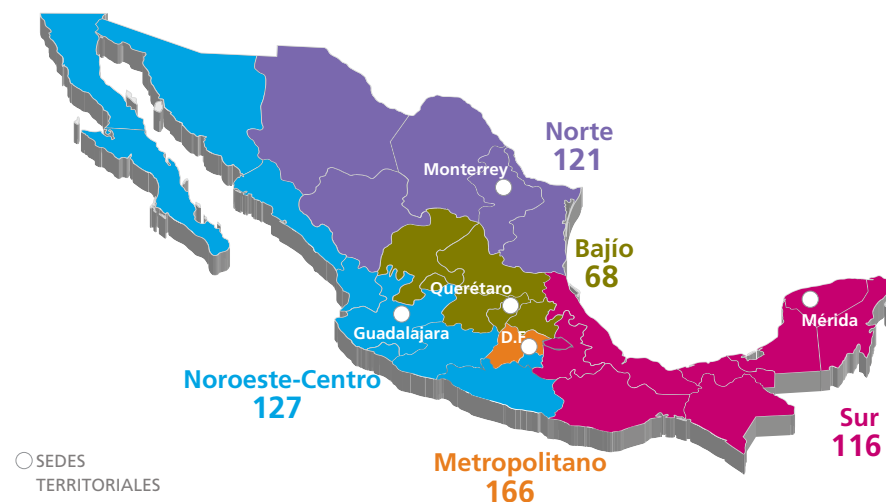 Norte
121
Monterrey
Bajío
68
Querétaro
Mérida
Guadalajara
D.F.
Noroeste-Centro
127
Sur
116
Metropolitano
166
SEDES
TERRITORIALES